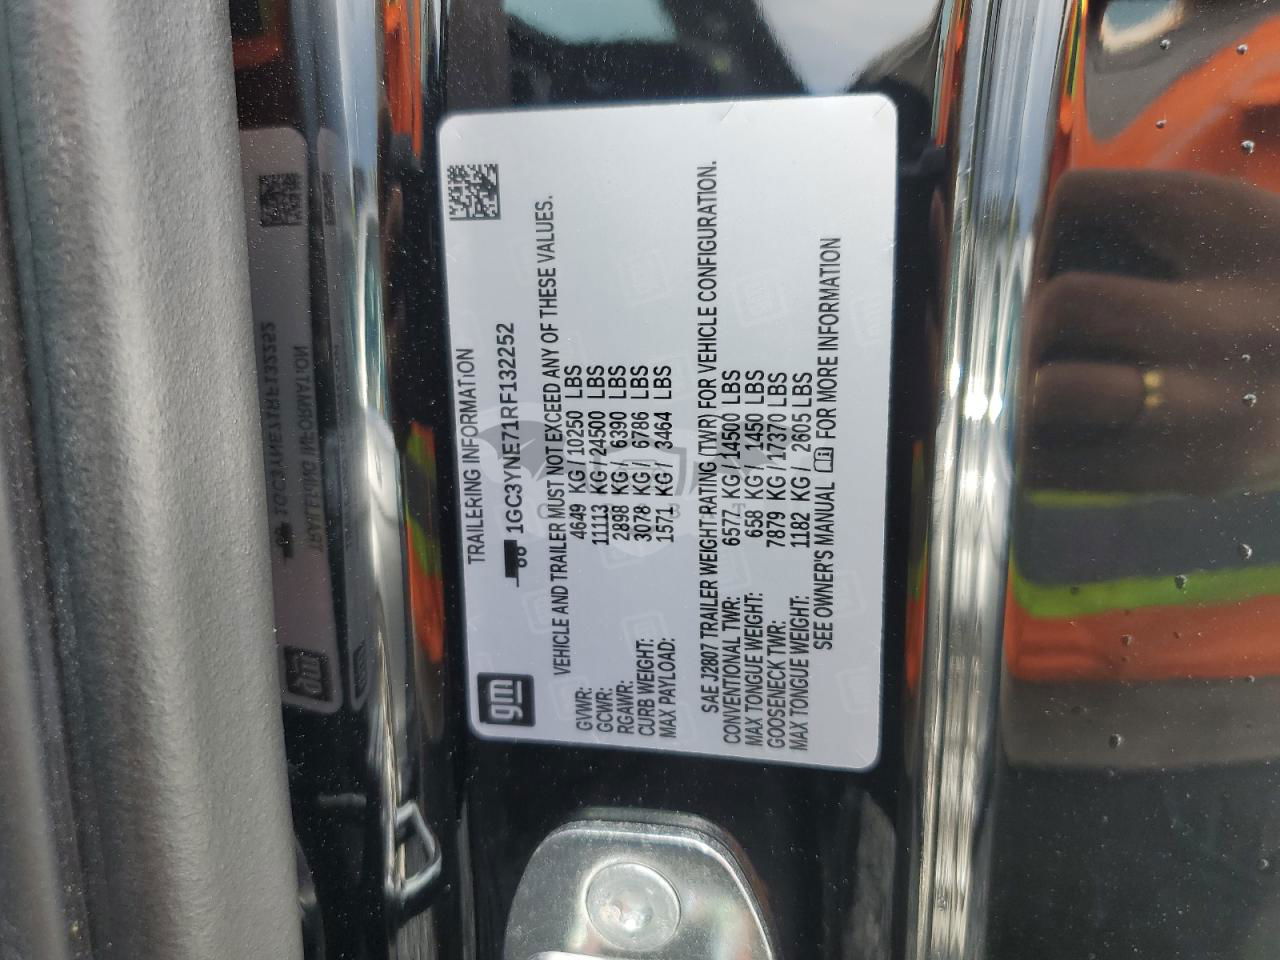 gm
TRAILERING INFORMATION
1GC3YNE71RF132252
VEHICLE AND TRAILER MUST NOT EXCEED ANY OF THESE VALUES.
GVWR: 4649 KG / 10250 LBS
GCWR: 11113 KG / 24500 LBS
RGAWR: 2898 KG / 6390 LBS
CURB WEIGHT: 3078 KG / 6786 LBS
MAX PAYLOAD: 1571 KG / 3464 LBS
SAE J2807 TRAILER WEIGHT RATING (TWR) FOR VEHICLE CONFIGURATION.
CONVENTIONAL TWR: 6577 KG / 14500 LBS
MAX TONGUE WEIGHT: 658 KG / 1450 LBS
GOOSENECK TWR: 7879 KG / 17370 LBS
MAX TONGUE WEIGHT: 1182 KG / 2605 LBS
SEE OWNER'S MANUAL FOR MORE INFORMATION